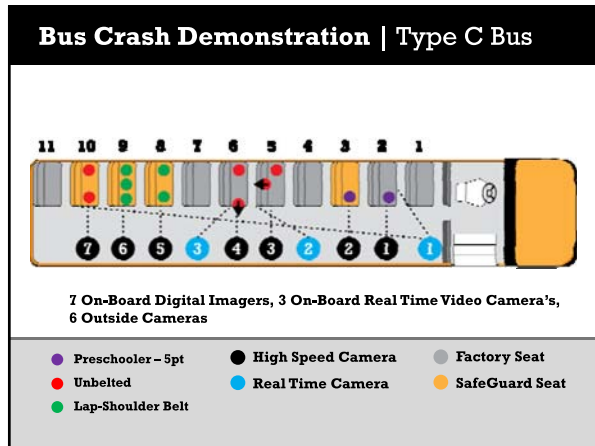 Bus Crash Demonstration | Type C Bus
11 10 9 8 7 6 5 4 3 2 1
7 6 5 3 4 3 2 2 1 1
7 On-Board Digital Imagers, 3 On-Board Real Time Video Camera's,
6 Outside Cameras
Preschooler – 5pt High Speed Camera Factory Seat
Unbelted Real Time Camera SafeGuard Seat
Lap-Shoulder Belt